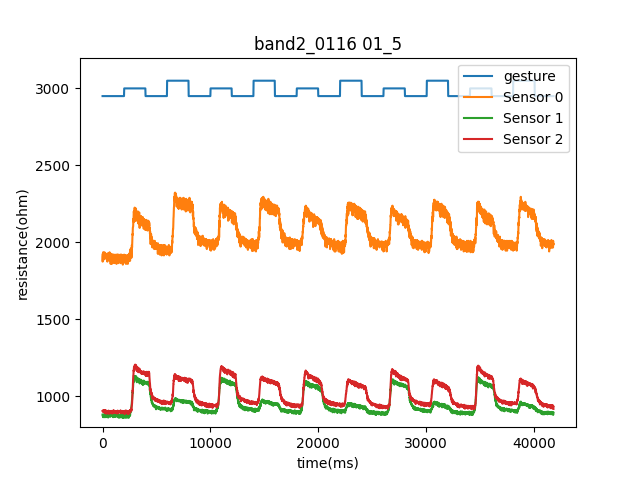 band2_0116 01_5
gesture
Sensor 0
Sensor 1
Sensor 2
resistance(ohm)
3000
2500
2000
1500
1000
0
10000
20000
30000
40000
time(ms)